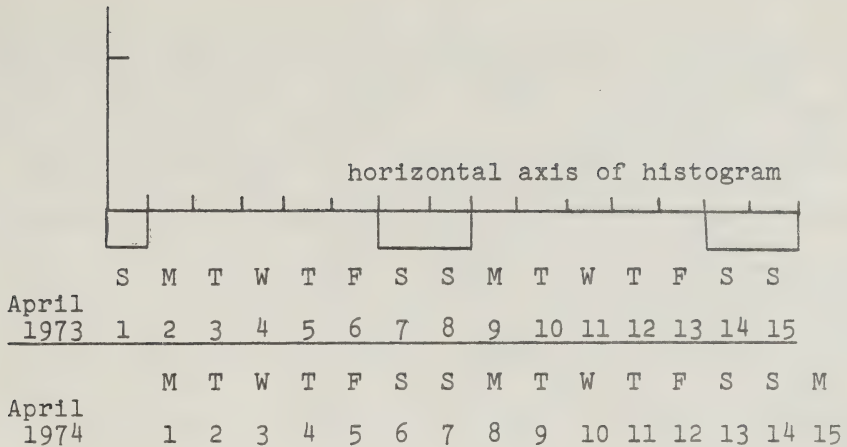 horizontal axis of histogram
S M T W T F S S M T W T F S S
April
1973 1 2 3 4 5 6 7 8 9 10 11 12 13 14 15
M T W T F S S M T W T F S S M
April
1974 1 2 3 4 5 6 7 8 9 10 11 12 13 14 15